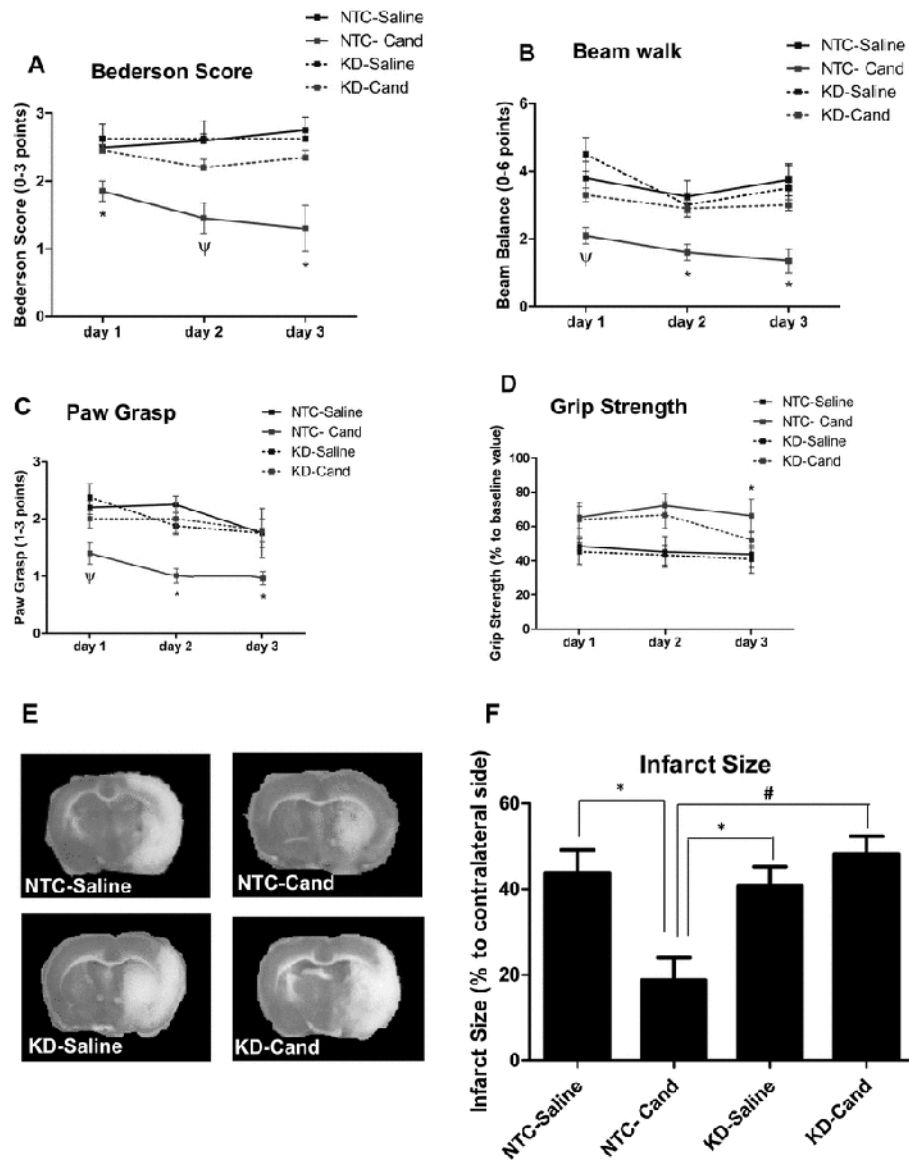 A
Bederson Score
NTC-Saline
NTC- Cand
KD-Saline
KD-Cand
Bederson Score (0-3 points)
3
2
1
0
*
ψ
*
day 1 day 2 day 3
B
Beam walk
NTC-Saline
NTC- Cand
KD-Saline
KD-Cand
Beam Balance (0-6 points)
6
4
2
0
ψ
*
*
day 1 day 2 day 3
C
Paw Grasp
NTC-Saline
NTC- Cand
KD-Saline
KD-Cand
Paw Grasp (1-3 points)
3
2
1
0
ψ
*
*
day 1 day 2 day 3
D
Grip Strength
NTC-Saline
NTC- Cand
KD-Saline
KD-Cand
Grip Strength (% to baseline value)
100
80
60
40
20
0
*
day 1 day 2 day 3
E
NTC-Saline
NTC-Cand
KD-Saline
KD-Cand
F
Infarct Size
Infarct Size (% to contralateral side)
60
40
20
0
*
#
*
NTC-Saline
NTC- Cand
KD-Saline
KD-Cand